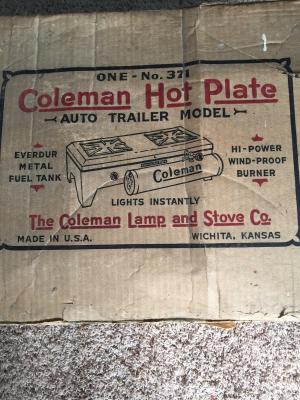 ONE - No. 371
Coleman Hot Plate
AUTO TRAILER MODEL
EVERDUR
METAL
FUEL TANK
Coleman
HI-POWER
WIND-PROOF
BURNER
LIGHTS INSTANTLY
The Coleman Lamp and Stove Co.
MADE IN U.S.A.
WICHITA, KANSAS